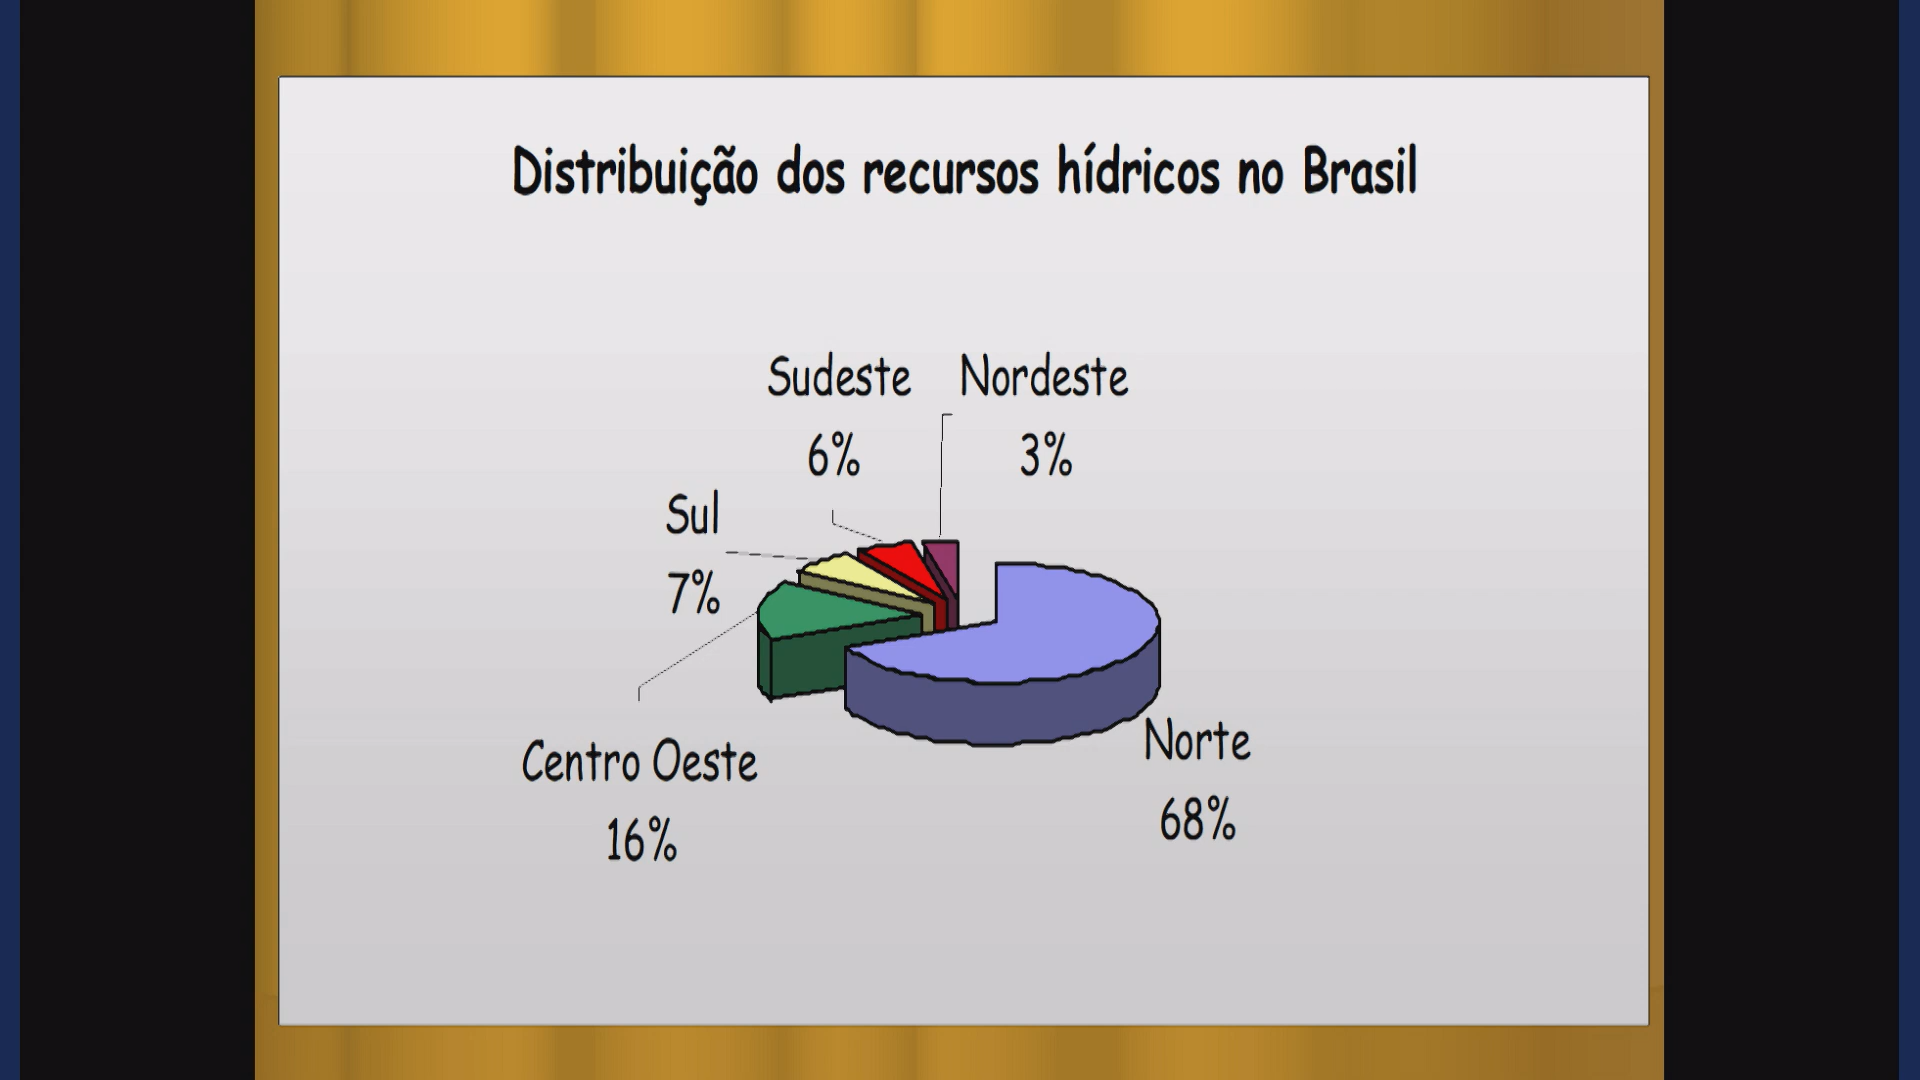 Distribuição dos recursos hídricos no Brasil
Sudeste
6%
Nordeste
3%
Sul
7%
Centro Oeste
16%
Norte
68%